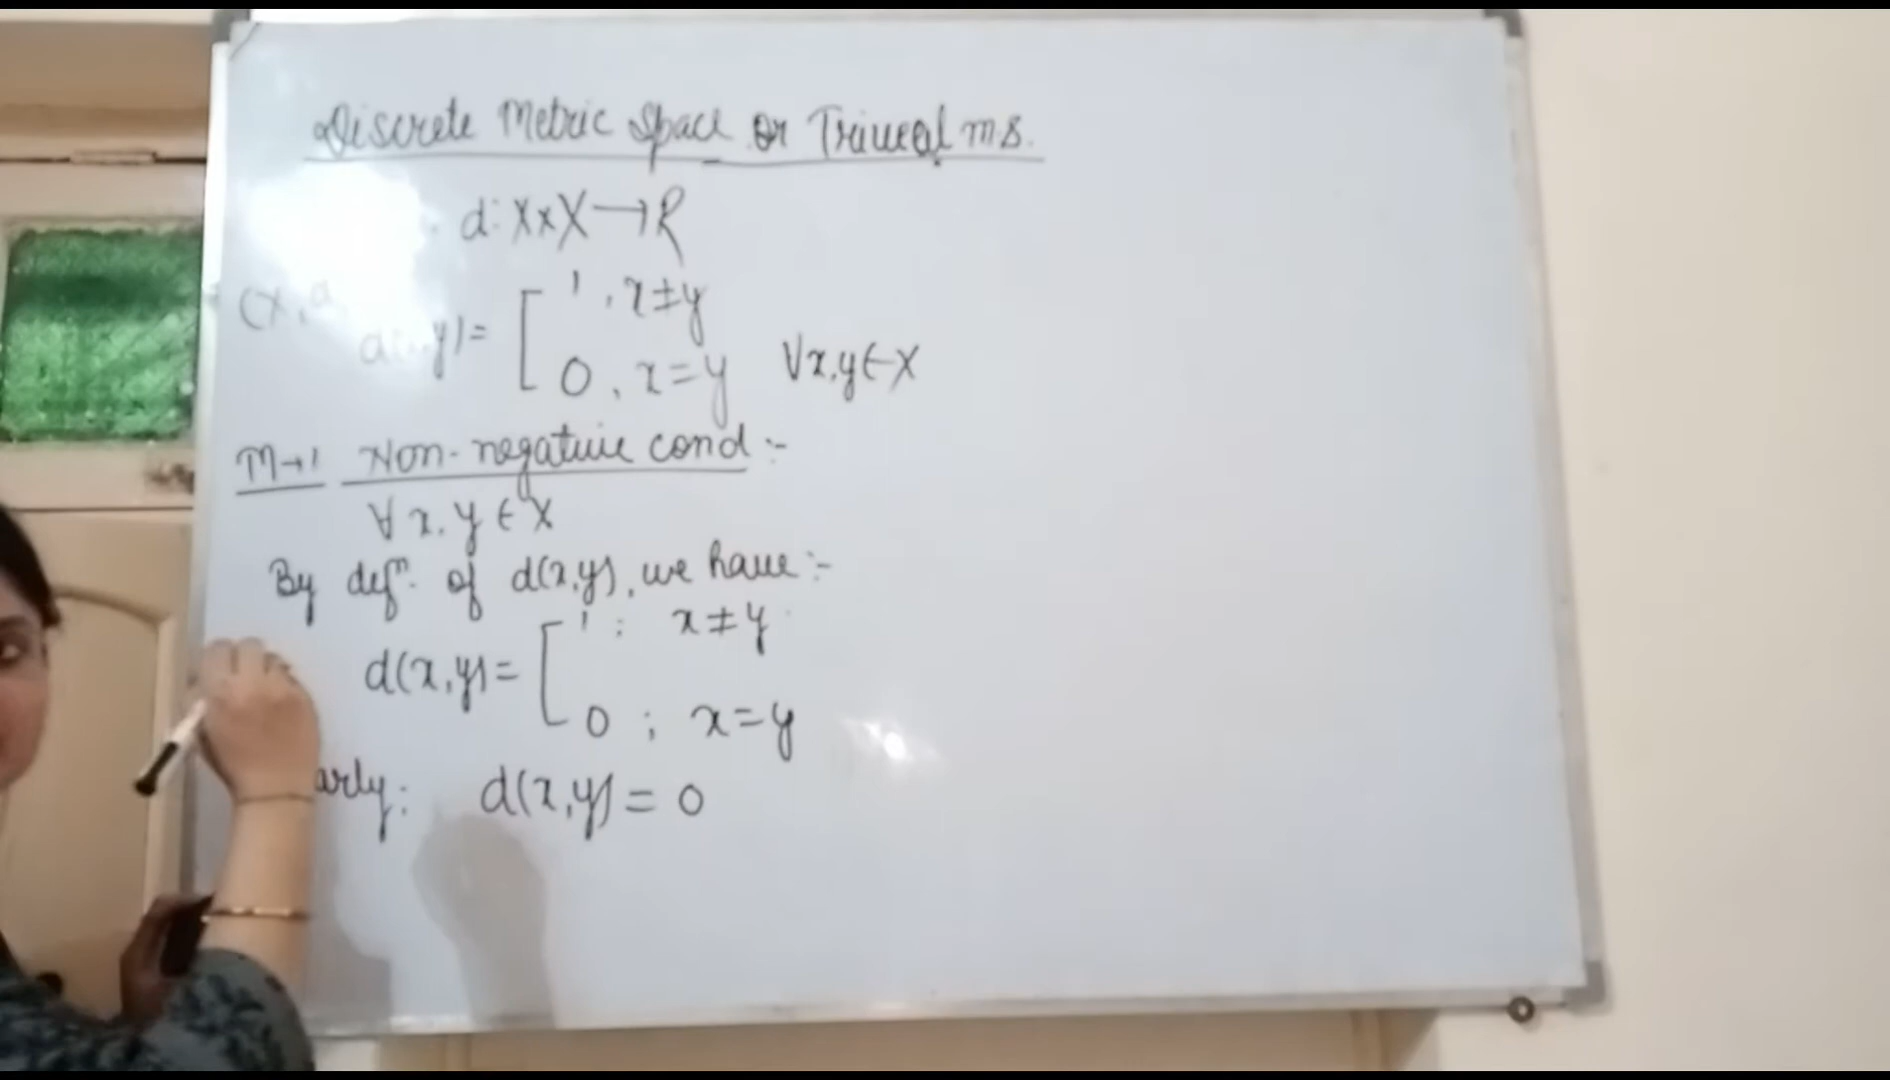 Discrete Metric Space or Trivial m.s.
d: X×X→R
(X,d
d( ,y)= [ 1 , x≠y
0 , x=y ∀x,y∈X
M→1 Non-negative cond :-
∀ x, y ∈ X
By defⁿ. of d(x,y), we have :-
d(x,y)= [ 1 ; x≠y
0 ; x=y
arly: d(x,y) = 0